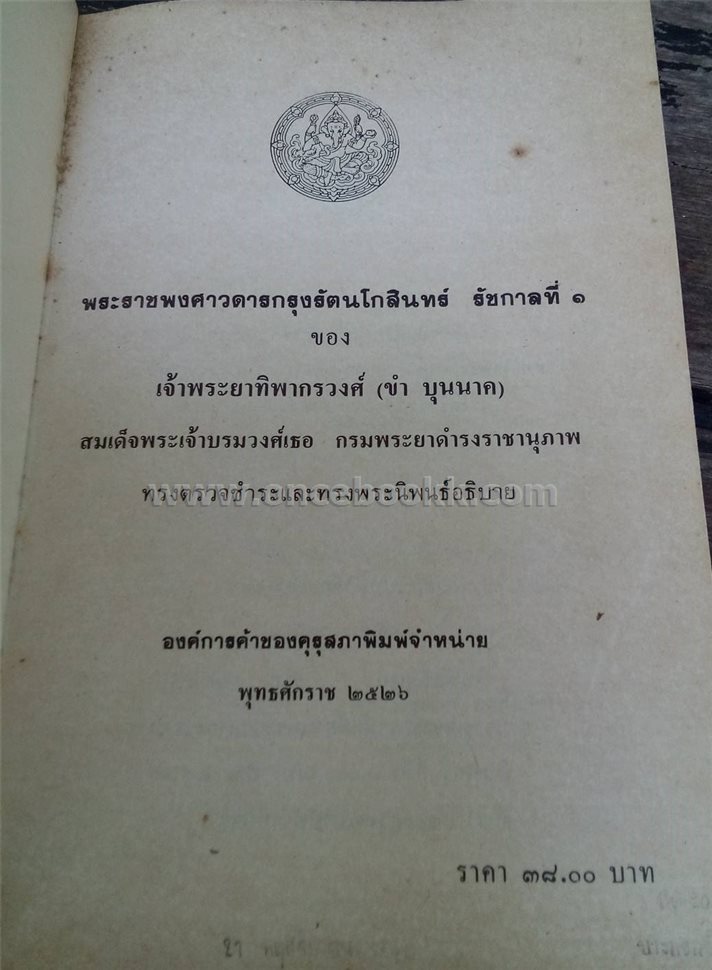 พระราชพงศาวดารกรุงรัตนโกสินทร์ รัชกาลที่ ๑
ของ
เจ้าพระยาทิพากรวงศ์ (ขำ บุนนาค)
สมเด็จพระเจ้าบรมวงศ์เธอ กรมพระยาดำรงราชานุภาพ
ทรงตรวจชำระและทรงพระนิพนธ์อธิบาย
องค์การค้าของคุรุสภาพิมพ์จำหน่าย
พุทธศักราช ๒๕๒๖
ราคา ๓๘.๐๐ บาท